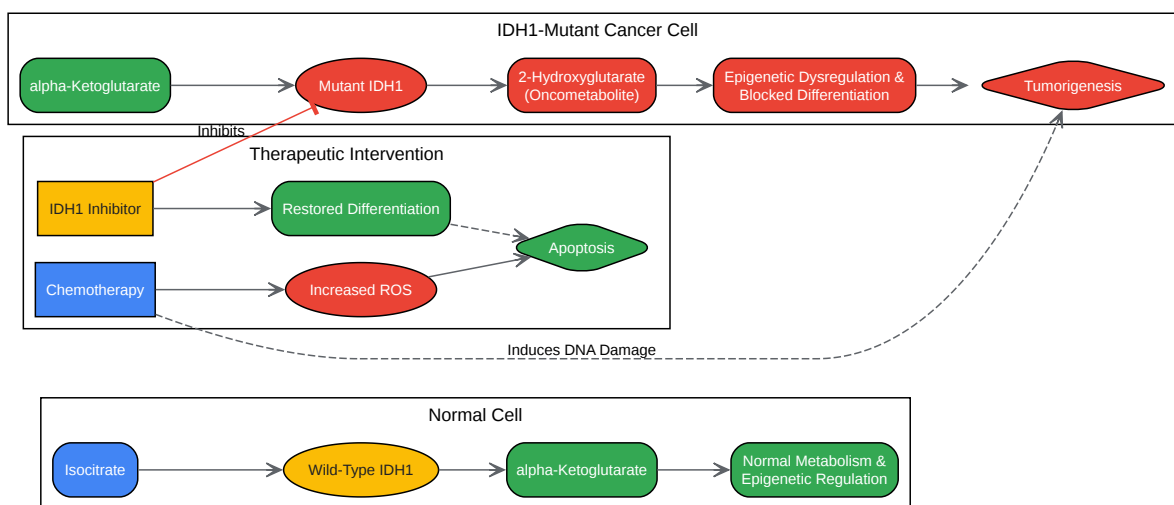 IDH1-Mutant Cancer Cell
alpha-Ketoglutarate
Mutant IDH1
2-Hydroxyglutarate
(Oncometabolite)
Epigenetic Dysregulation &
Blocked Differentiation
Tumorigenesis
Inhibits
Therapeutic Intervention
IDH1 Inhibitor
Restored Differentiation
Apoptosis
Chemotherapy
Increased ROS
Induces DNA Damage
Normal Cell
Isocitrate
Wild-Type IDH1
alpha-Ketoglutarate
Normal Metabolism &
Epigenetic Regulation